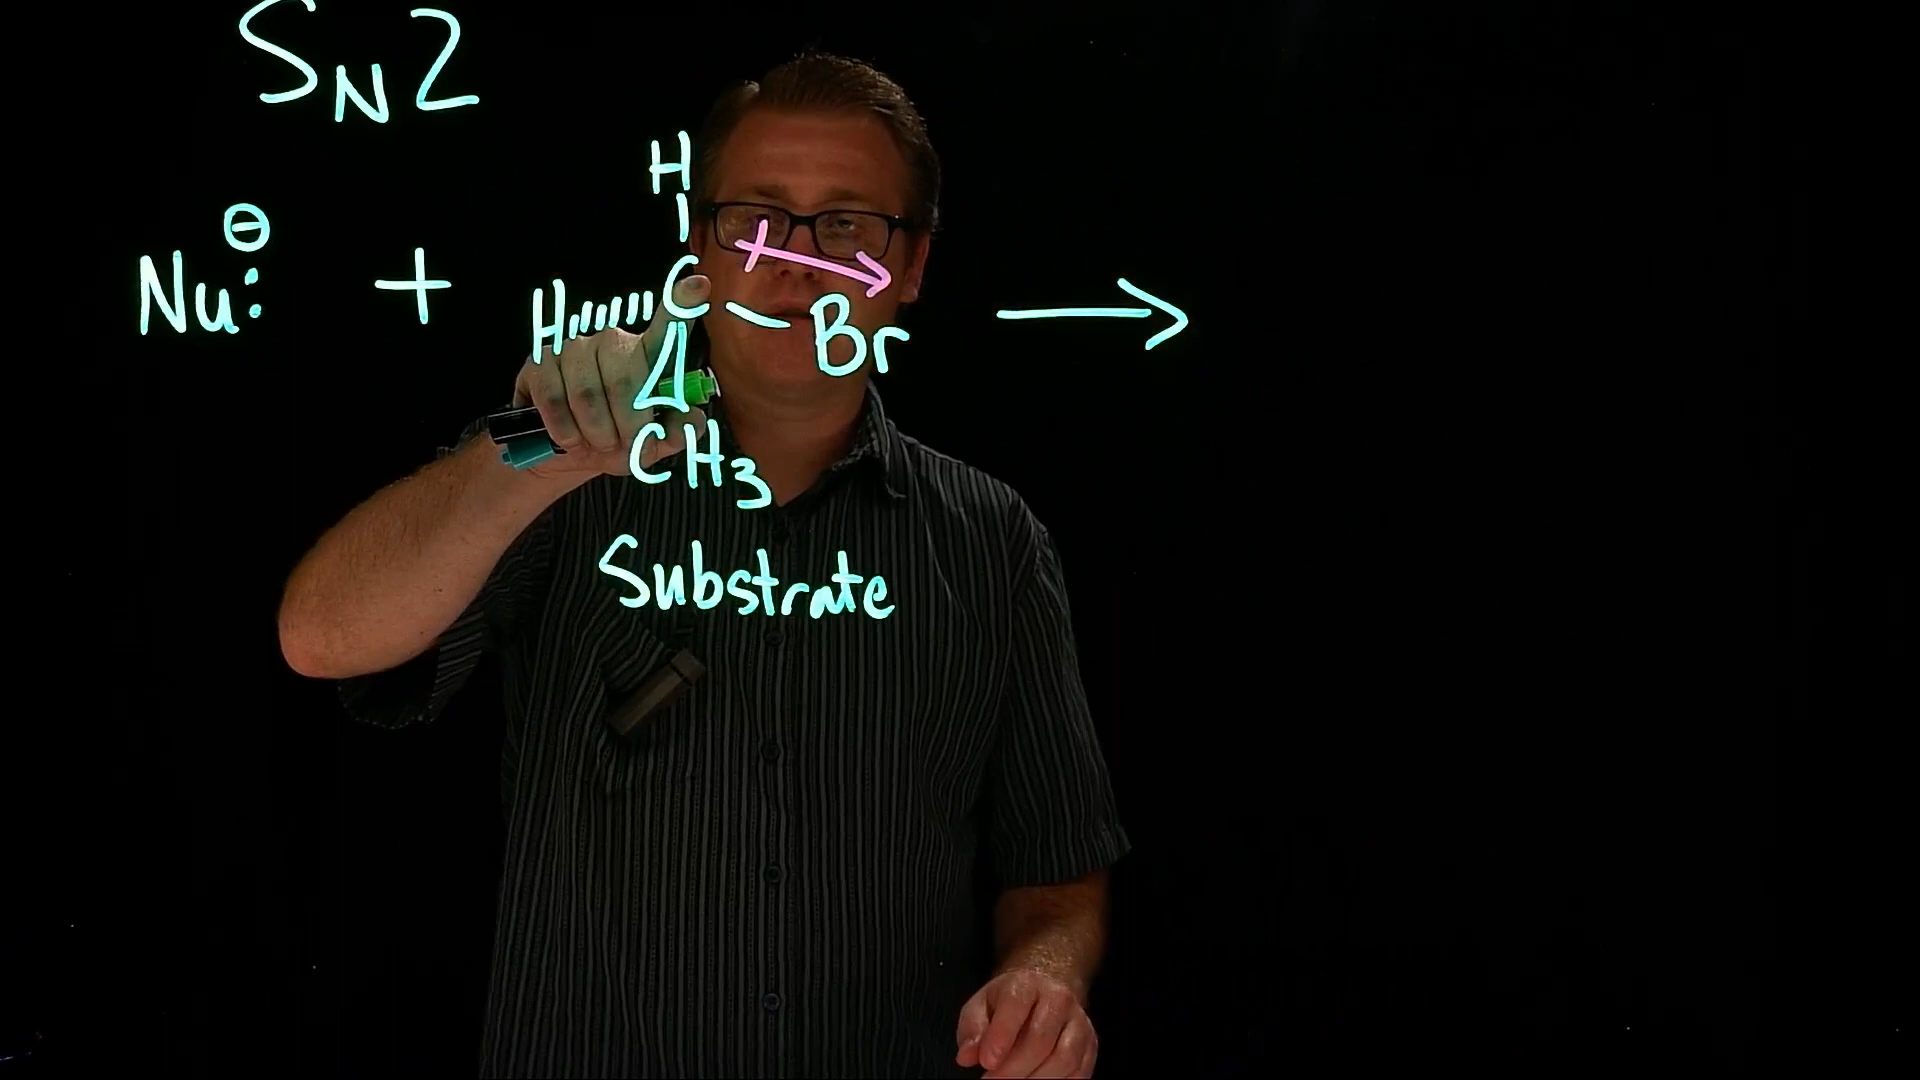 SN2
H
Nu:⊖ + H C Br →
CH3
Substrate